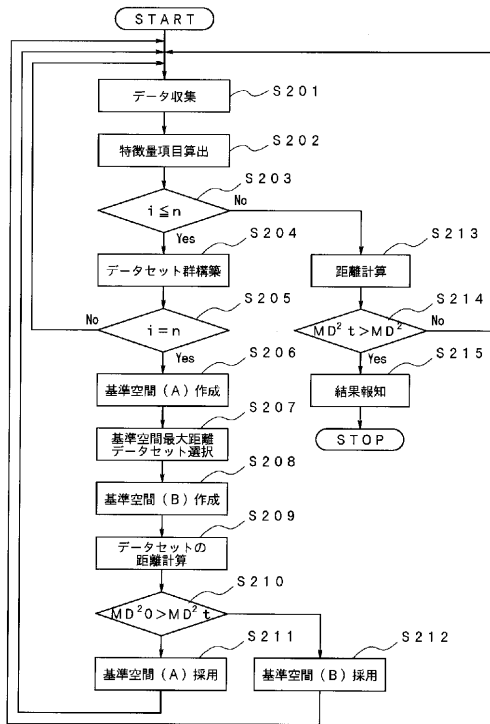 START
データ収集
S201
特徴量項目算出
S202
i≦n
S203
No
Yes
データセット群構築
S204
距離計算
S213
i=n
S205
No
Yes
MD²t>MD²
S214
No
Yes
基準空間（A）作成
S206
結果報知
S215
STOP
基準空間最大距離
データセット選択
S207
基準空間（B）作成
S208
データセットの
距離計算
S209
MD²0>MD²t
S210
基準空間（A）採用
S211
基準空間（B）採用
S212